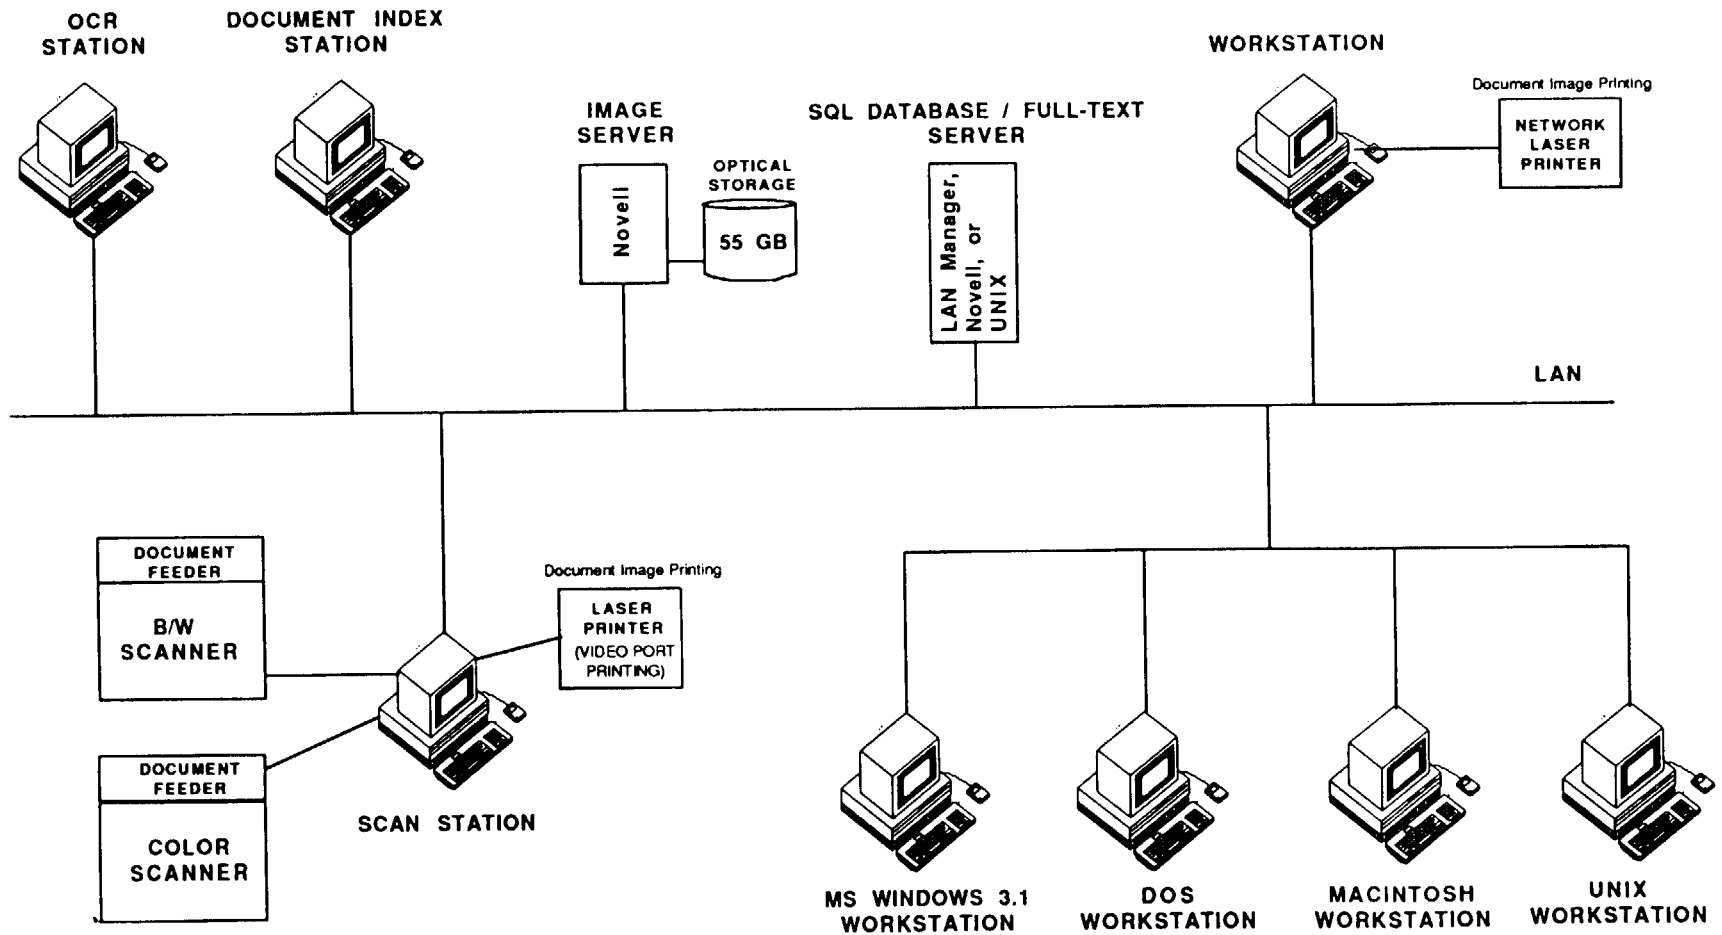 OCR
STATION
DOCUMENT INDEX
STATION
IMAGE
SERVER
Novell
OPTICAL
STORAGE
55 GB
SQL DATABASE / FULL-TEXT
SERVER
LAN Manager,
Novell, or
UNIX
WORKSTATION
Document Image Printing
NETWORK
LASER
PRINTER
LAN
DOCUMENT
FEEDER
B/W
SCANNER
Document Image Printing
LASER
PRINTER
(VIDEO PORT
PRINTING)
DOCUMENT
FEEDER
COLOR
SCANNER
SCAN STATION
MS WINDOWS 3.1
WORKSTATION
DOS
WORKSTATION
MACINTOSH
WORKSTATION
UNIX
WORKSTATION